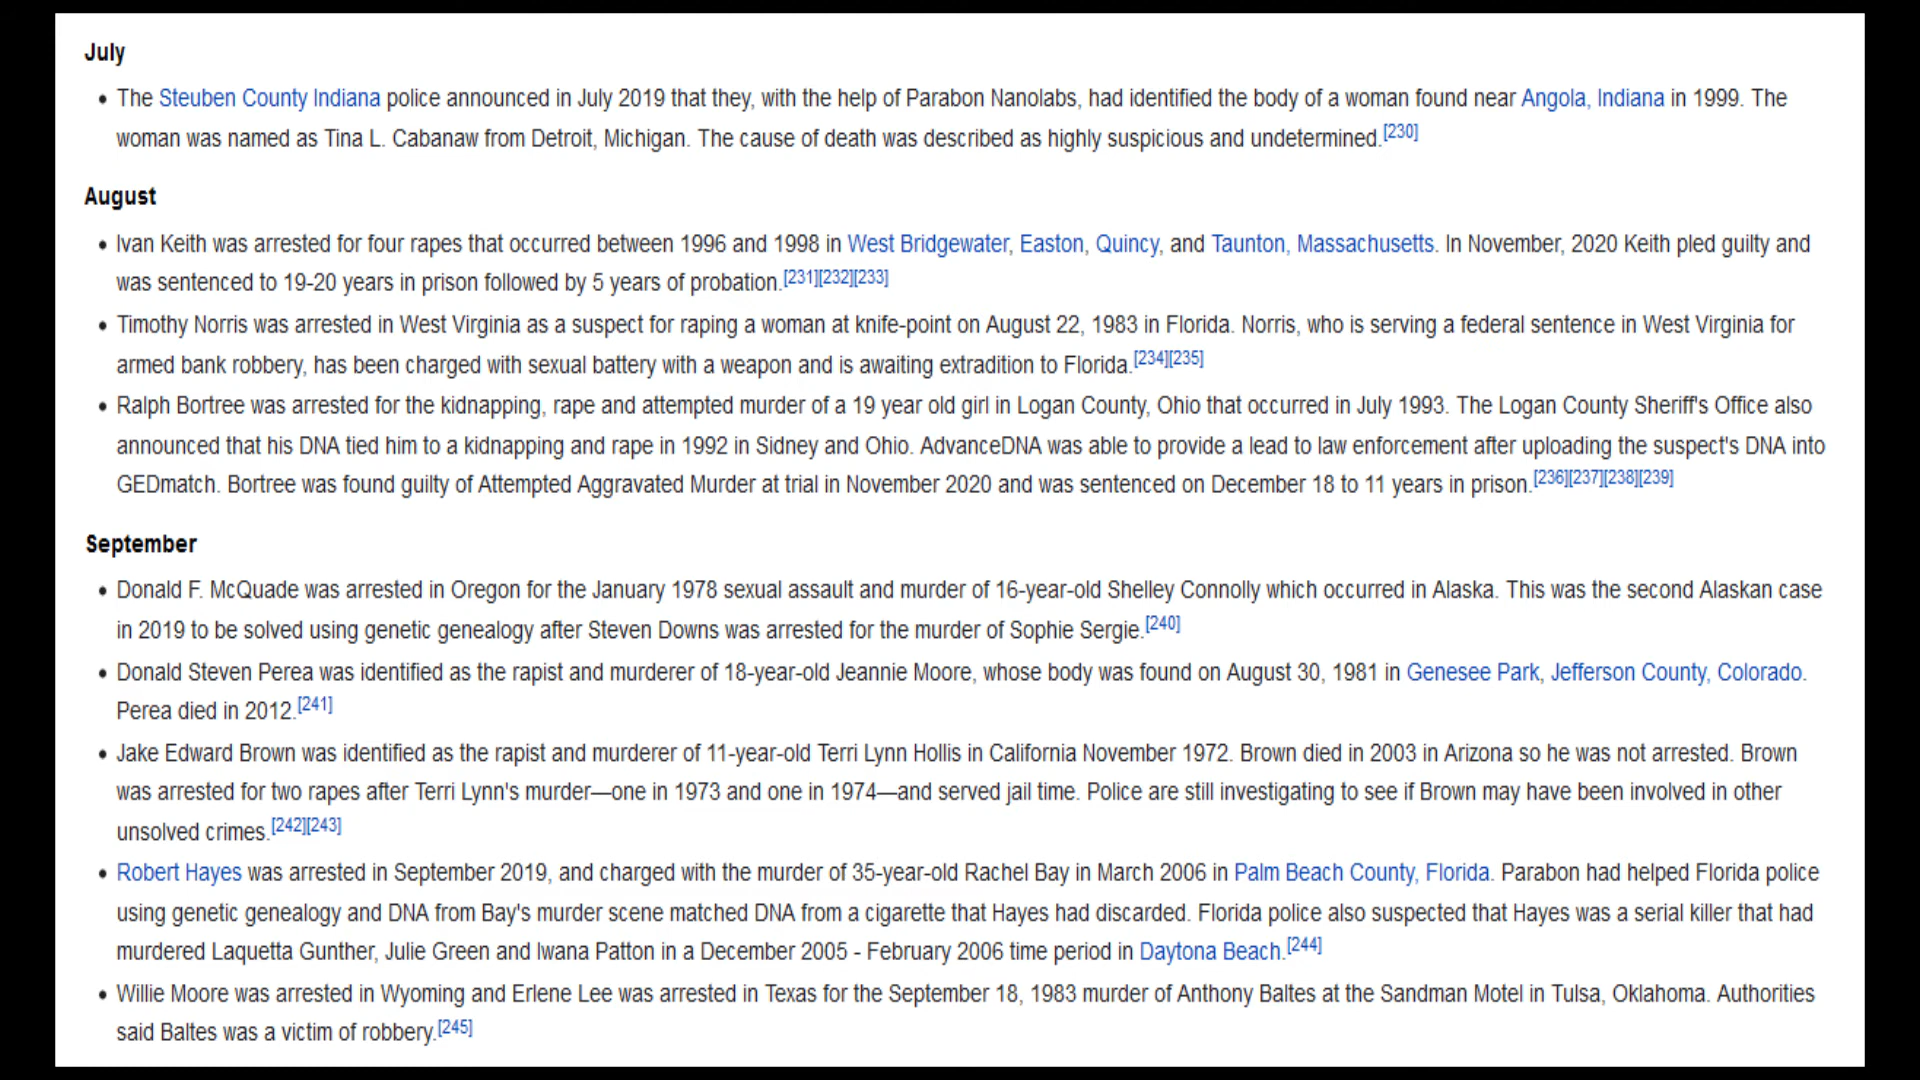 July
The Steuben County Indiana police announced in July 2019 that they, with the help of Parabon Nanolabs, had identified the body of a woman found near Angola, Indiana in 1999. The
woman was named as Tina L. Cabanaw from Detroit, Michigan. The cause of death was described as highly suspicious and undetermined.[230]
August
Ivan Keith was arrested for four rapes that occurred between 1996 and 1998 in West Bridgewater, Easton, Quincy, and Taunton, Massachusetts. In November, 2020 Keith pled guilty and
was sentenced to 19-20 years in prison followed by 5 years of probation.[231][232][233]
Timothy Norris was arrested in West Virginia as a suspect for raping a woman at knife-point on August 22, 1983 in Florida. Norris, who is serving a federal sentence in West Virginia for
armed bank robbery, has been charged with sexual battery with a weapon and is awaiting extradition to Florida.[234][235]
Ralph Bortree was arrested for the kidnapping, rape and attempted murder of a 19 year old girl in Logan County, Ohio that occurred in July 1993. The Logan County Sheriff's Office also
announced that his DNA tied him to a kidnapping and rape in 1992 in Sidney and Ohio. AdvanceDNA was able to provide a lead to law enforcement after uploading the suspect's DNA into
GEDmatch. Bortree was found guilty of Attempted Aggravated Murder at trial in November 2020 and was sentenced on December 18 to 11 years in prison.[236][237][238][239]
September
Donald F. McQuade was arrested in Oregon for the January 1978 sexual assault and murder of 16-year-old Shelley Connolly which occurred in Alaska. This was the second Alaskan case
in 2019 to be solved using genetic genealogy after Steven Downs was arrested for the murder of Sophie Sergie.[240]
Donald Steven Perea was identified as the rapist and murderer of 18-year-old Jeannie Moore, whose body was found on August 30, 1981 in Genesee Park, Jefferson County, Colorado.
Perea died in 2012.[241]
Jake Edward Brown was identified as the rapist and murderer of 11-year-old Terri Lynn Hollis in California November 1972. Brown died in 2003 in Arizona so he was not arrested. Brown
was arrested for two rapes after Terri Lynn's murder—one in 1973 and one in 1974—and served jail time. Police are still investigating to see if Brown may have been involved in other
unsolved crimes.[242][243]
Robert Hayes was arrested in September 2019, and charged with the murder of 35-year-old Rachel Bay in March 2006 in Palm Beach County, Florida. Parabon had helped Florida police
using genetic genealogy and DNA from Bay's murder scene matched DNA from a cigarette that Hayes had discarded. Florida police also suspected that Hayes was a serial killer that had
murdered Laquetta Gunther, Julie Green and Iwana Patton in a December 2005 - February 2006 time period in Daytona Beach.[244]
Willie Moore was arrested in Wyoming and Erlene Lee was arrested in Texas for the September 18, 1983 murder of Anthony Baltes at the Sandman Motel in Tulsa, Oklahoma. Authorities
said Baltes was a victim of robbery.[245]